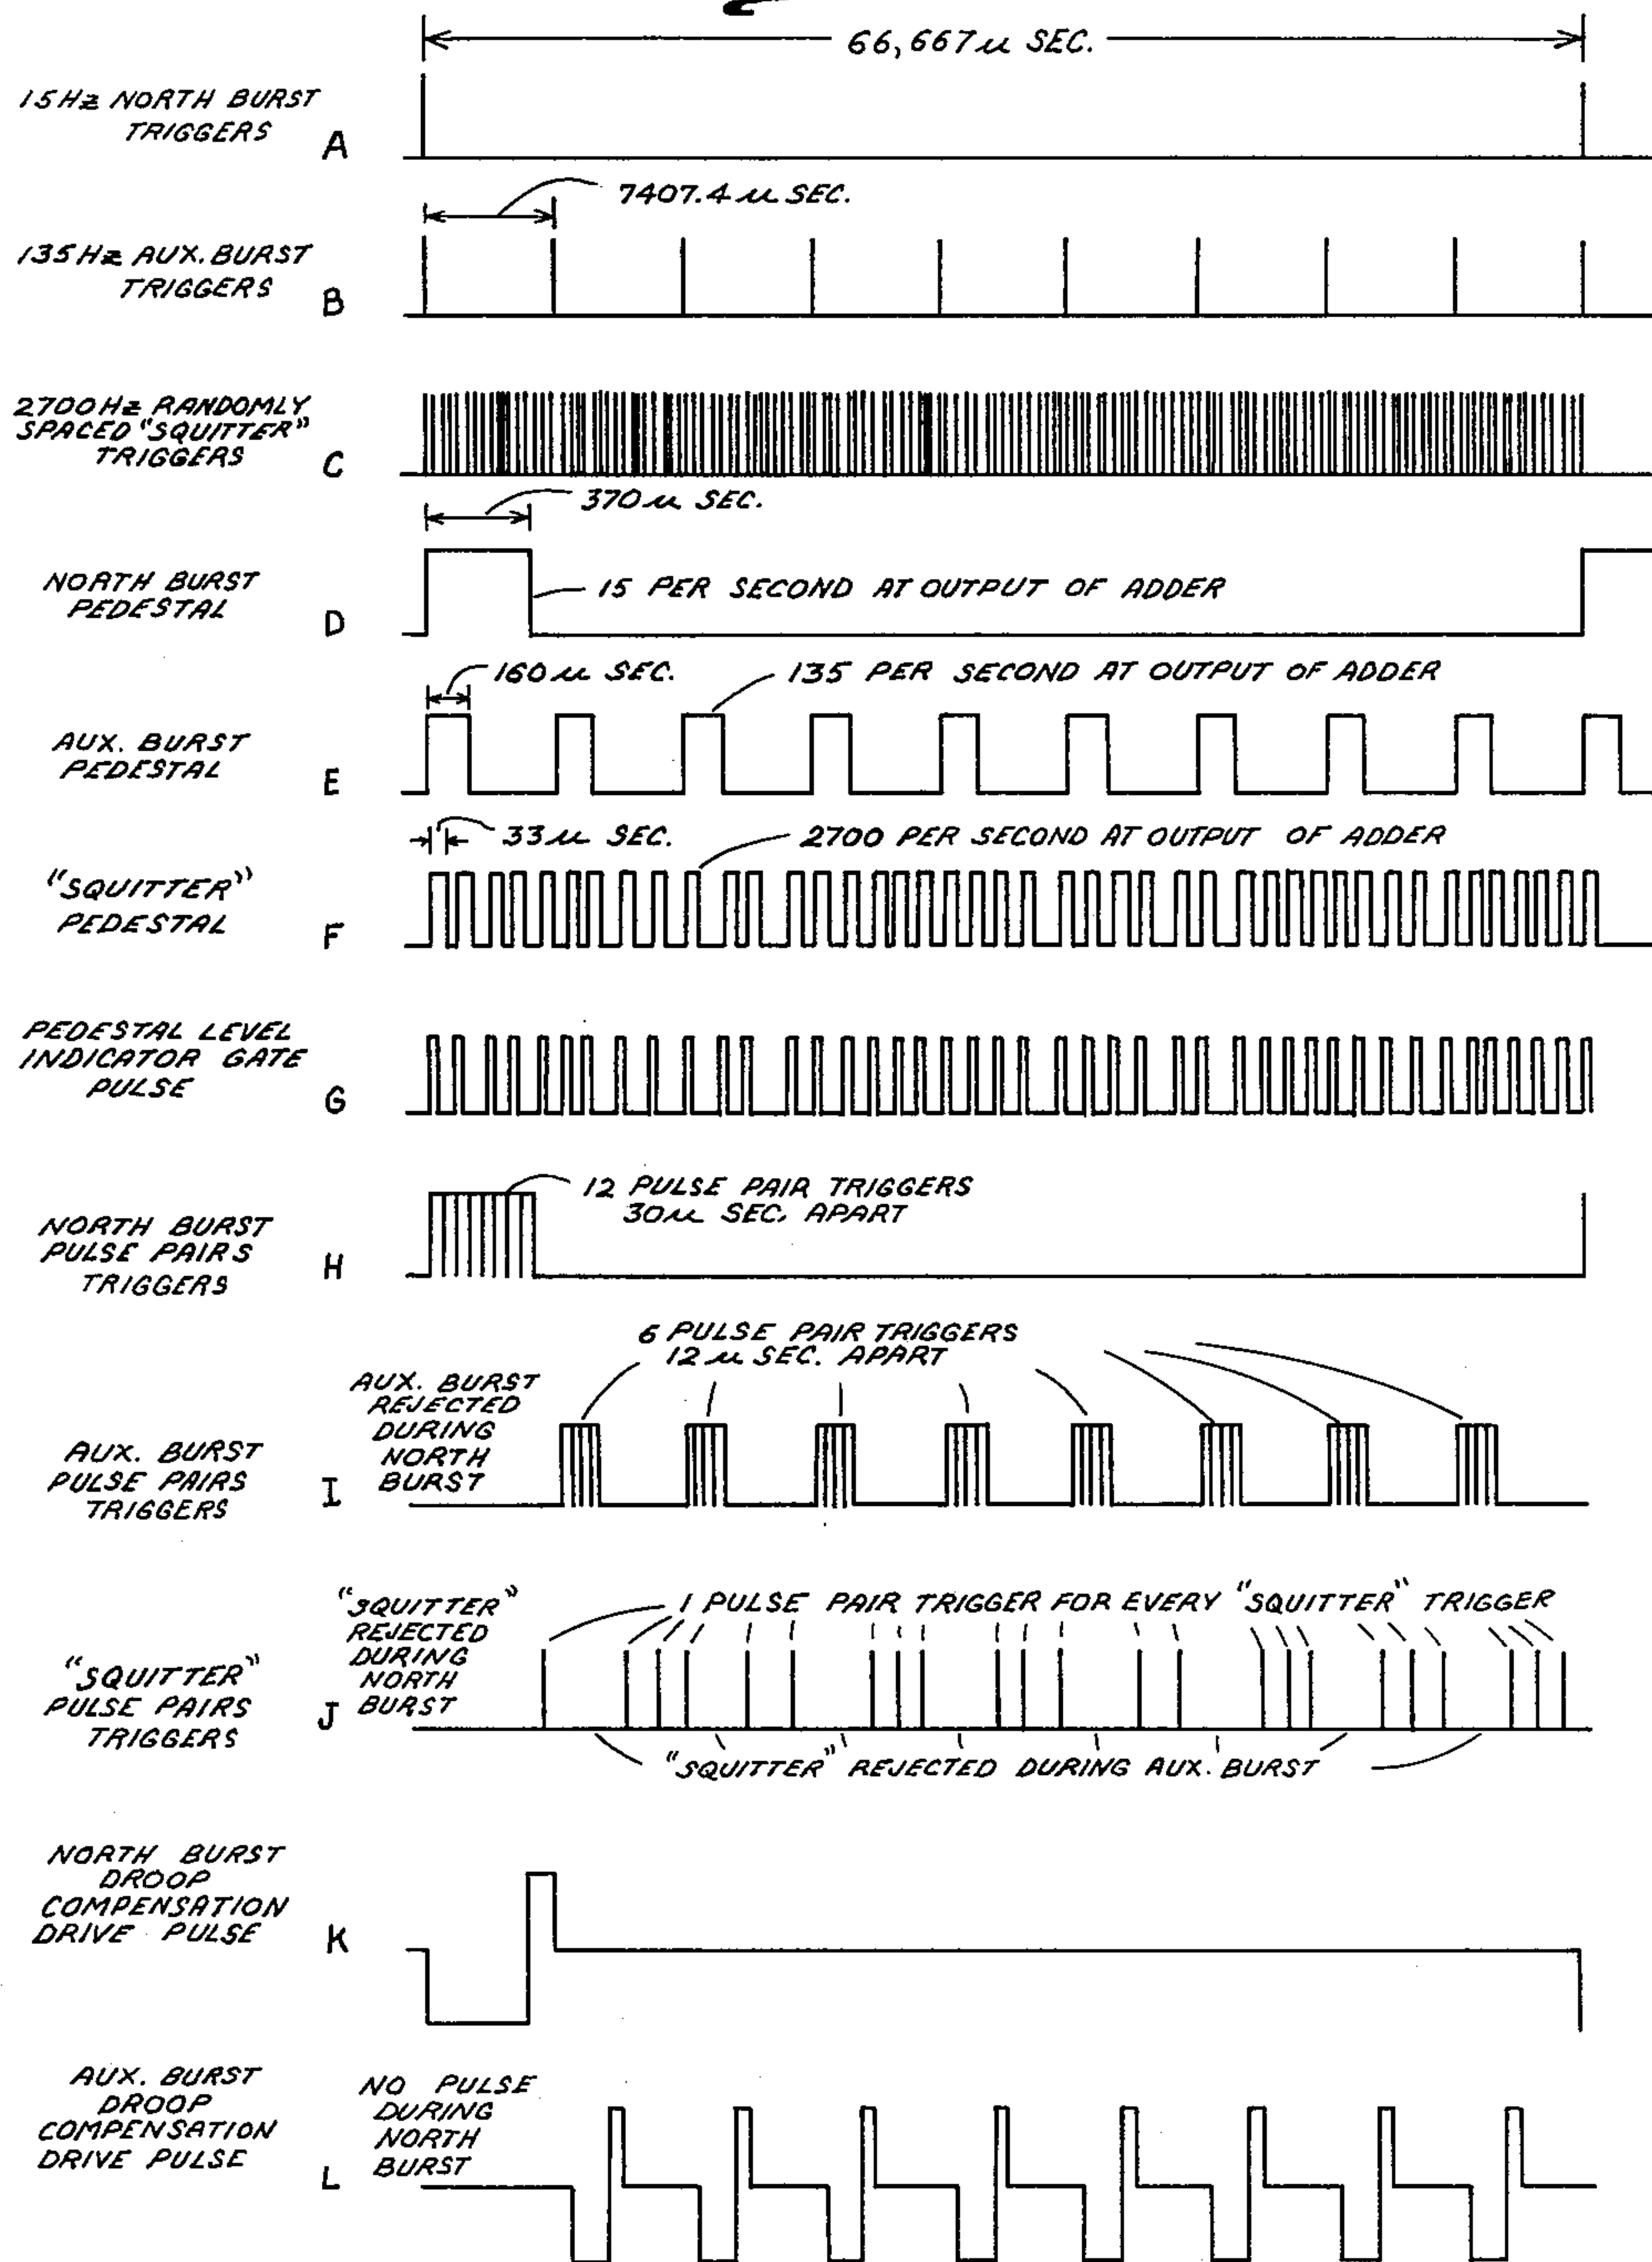 66,667 µ SEC.
15Hz NORTH BURST
TRIGGERS
A
7407.4 µ SEC.
135Hz AUX. BURST
TRIGGERS
B
2700Hz RANDOMLY
SPACED "SQUITTER"
TRIGGERS
C
370 µ SEC.
NORTH BURST
PEDESTAL
D
15 PER SECOND AT OUTPUT OF ADDER
160 µ SEC.
135 PER SECOND AT OUTPUT OF ADDER
AUX. BURST
PEDESTAL
E
33 µ SEC.
2700 PER SECOND AT OUTPUT OF ADDER
"SQUITTER"
PEDESTAL
F
PEDESTAL LEVEL
INDICATOR GATE
PULSE
G
12 PULSE PAIR TRIGGERS
30 µ SEC. APART
NORTH BURST
PULSE PAIRS
TRIGGERS
H
6 PULSE PAIR TRIGGERS
12 µ SEC. APART
AUX. BURST
REJECTED
DURING
NORTH
BURST
AUX. BURST
PULSE PAIRS
TRIGGERS
I
"SQUITTER"
REJECTED
DURING
NORTH
BURST
1 PULSE PAIR TRIGGER FOR EVERY "SQUITTER" TRIGGER
"SQUITTER"
PULSE PAIRS
TRIGGERS
J
"SQUITTER" REJECTED DURING AUX. BURST
NORTH BURST
DROOP
COMPENSATION
DRIVE PULSE
K
AUX. BURST
DROOP
COMPENSATION
DRIVE PULSE
L
NO PULSE
DURING
NORTH
BURST